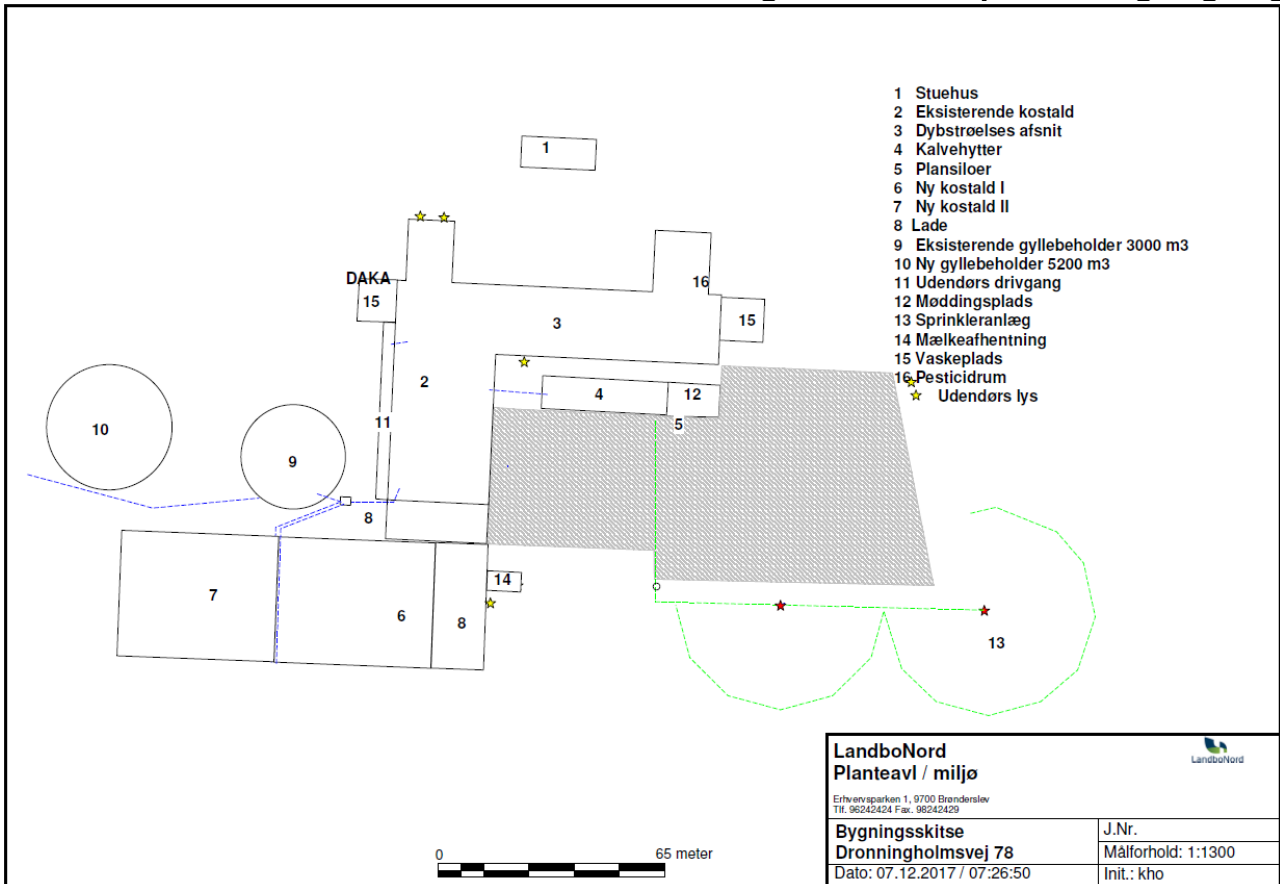 1 Stuehus
2 Eksisterende kostald
3 Dybstrøelses afsnit
4 Kalvehytter
5 Plansiloer
6 Ny kostald I
7 Ny kostald II
8 Lade
9 Eksisterende gyllebeholder 3000 m3
10 Ny gyllebeholder 5200 m3
11 Udendørs drivgang
12 Møddingsplads
13 Sprinkleranlæg
14 Mælkeafhentning
15 Vaskeplads
16 Pesticidrum
Udendørs lys
1
DAKA
15
16
15
3
2
4
12
5
11
10
9
8
14
7
6
8
13
0 65 meter
LandboNord
Planteavl / miljø
LandboNord
Erhvervsparken 1, 9700 Brønderslev
Tlf. 96242424 Fax. 98242429
Bygningsskitse
Dronningholmsvej 78
Dato: 07.12.2017 / 07:26:50
J.Nr.
Målforhold: 1:1300
Init.: kho